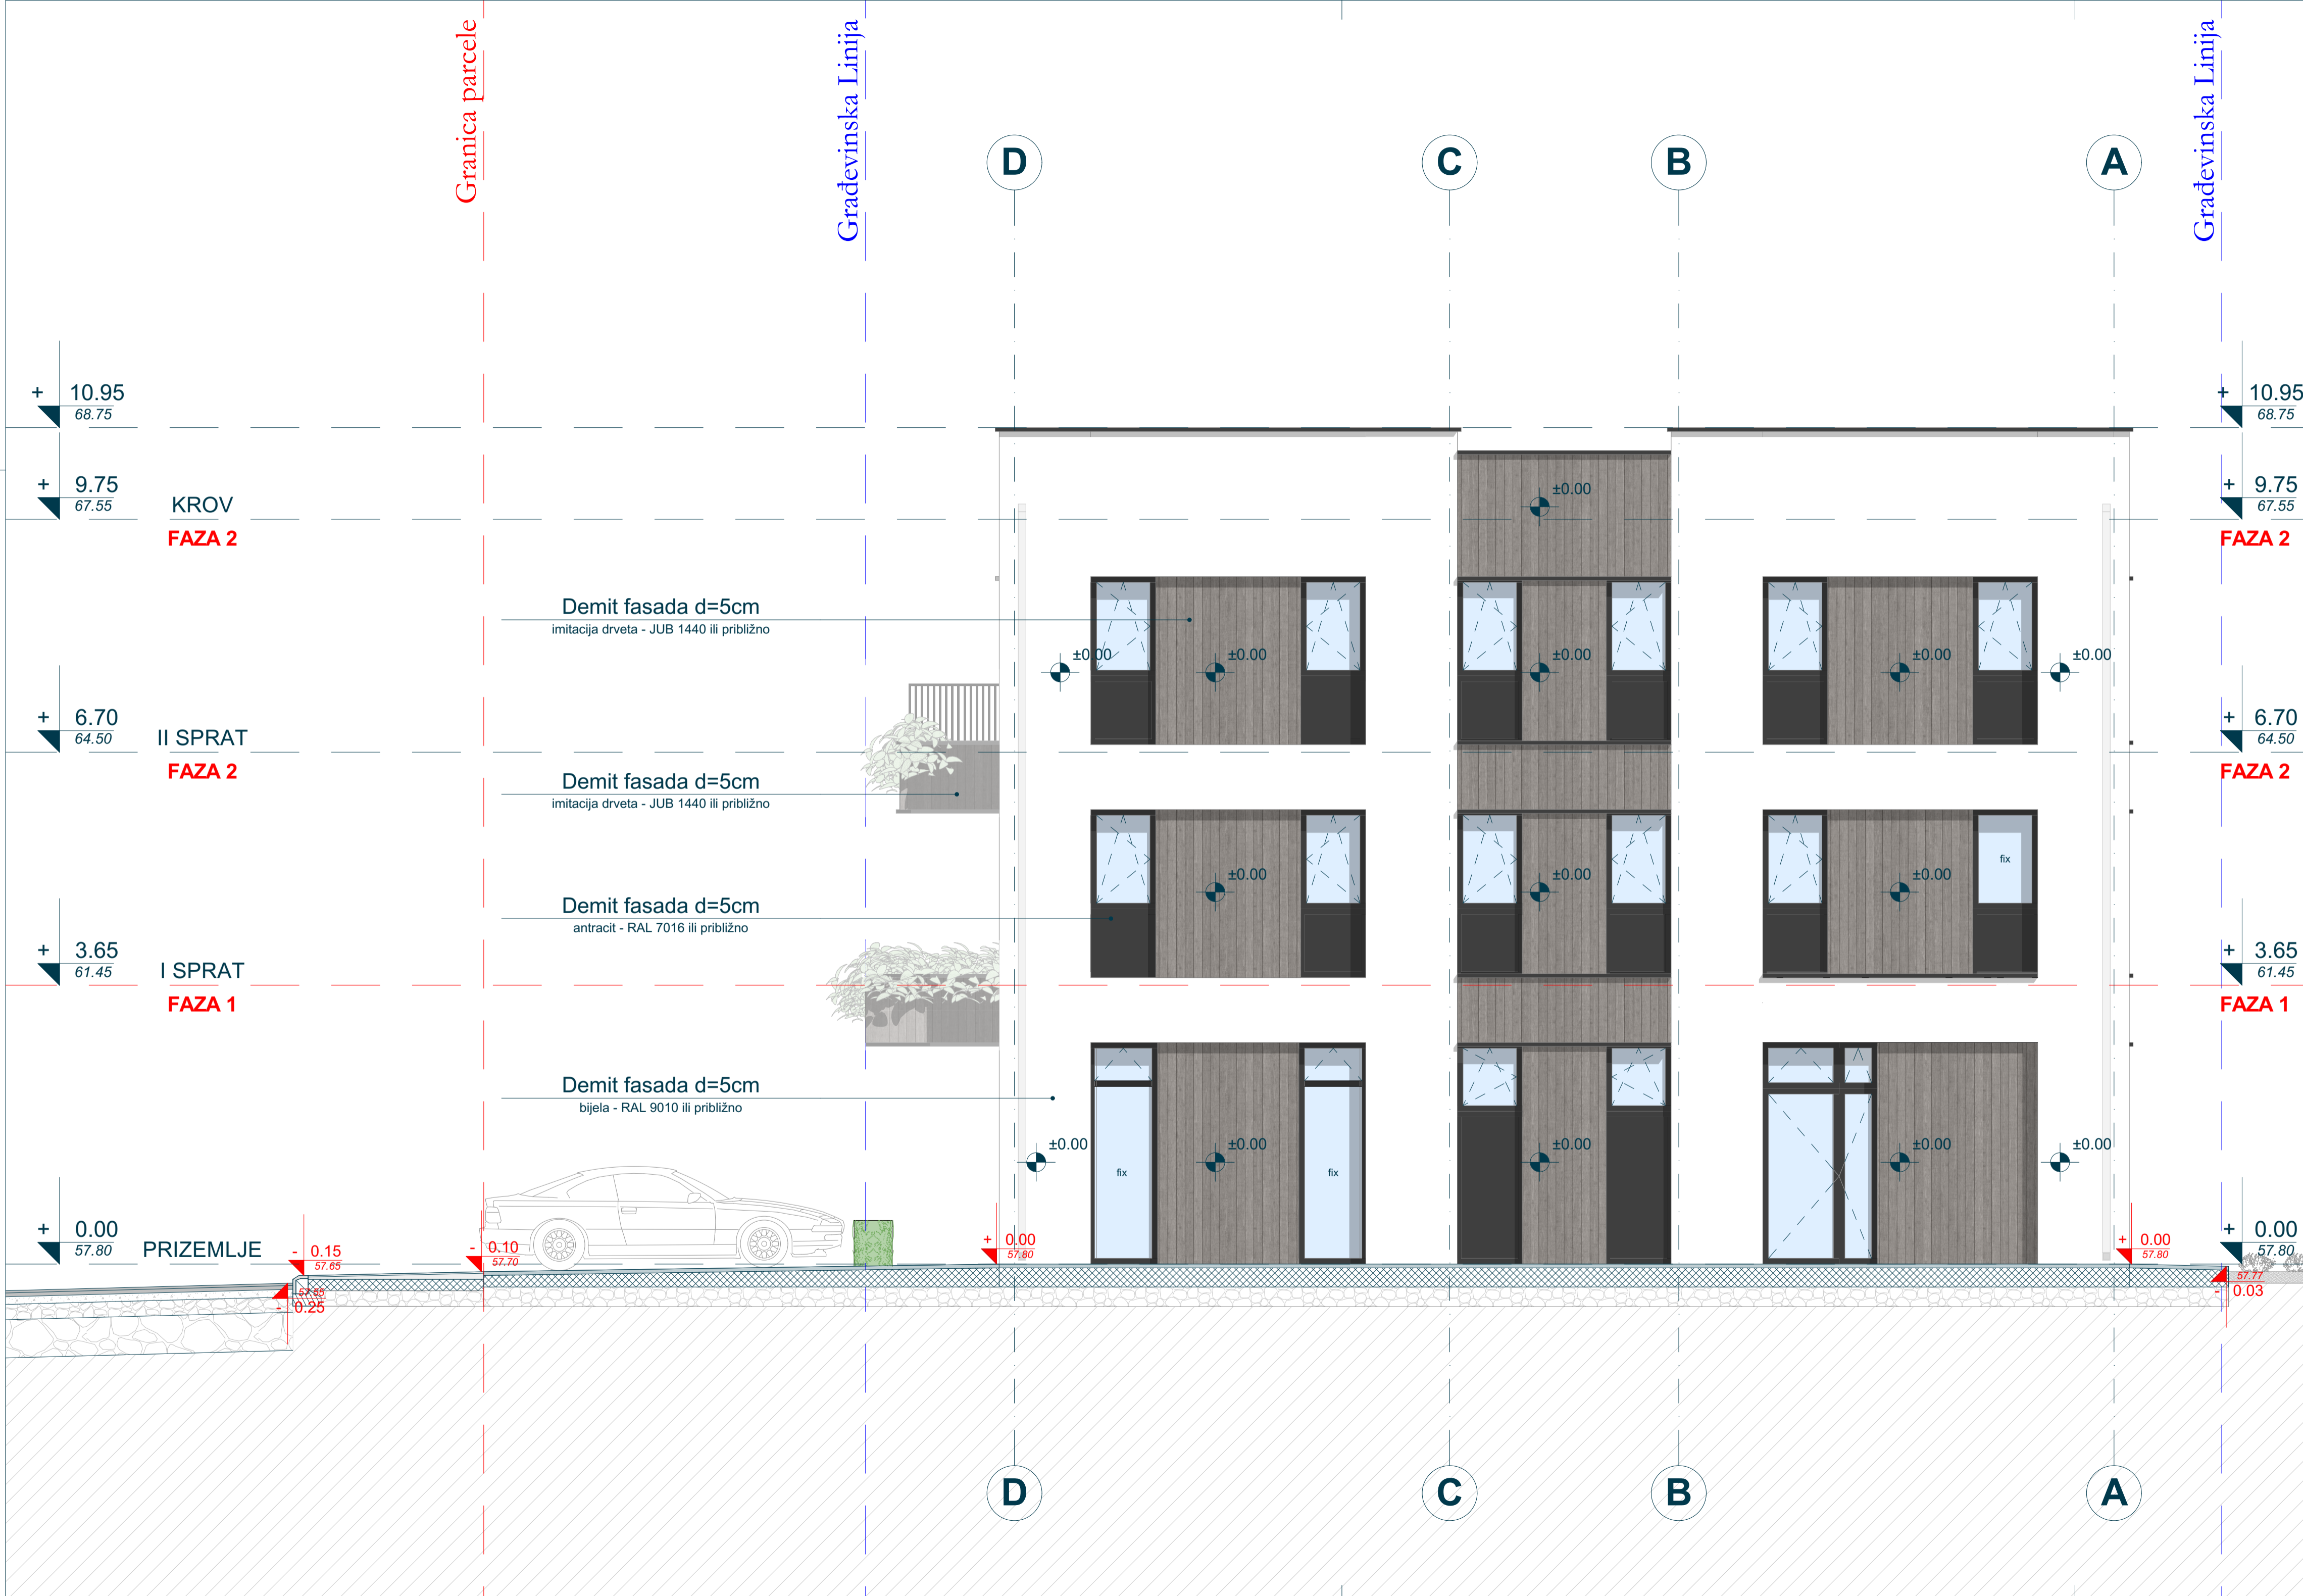 Granica parcele
Građevinska Linija
Građevinska Linija
D
C
B
A
+ 10.95
68.75
+ 10.95
68.75
+ 9.75
67.55
KROV
FAZA 2
±0.00
+ 9.75
67.55
FAZA 2
Demit fasada d=5cm
imitacija drveta - JUB 1440 ili približno
±0.00
±0.00
±0.00
±0.00
±0.00
+ 6.70
64.50
II SPRAT
FAZA 2
+ 6.70
64.50
FAZA 2
Demit fasada d=5cm
imitacija drveta - JUB 1440 ili približno
fix
±0.00
±0.00
±0.00
Demit fasada d=5cm
antracit - RAL 7016 ili približno
+ 3.65
61.45
I SPRAT
FAZA 1
+ 3.65
61.45
FAZA 1
Demit fasada d=5cm
bijela - RAL 9010 ili približno
±0.00
±0.00
±0.00
±0.00
±0.00
fix
fix
+ 0.00
57.80
PRIZEMLJE
- 0.15
57.65
- 0.10
57.70
+ 0.00
57.80
+ 0.00
57.80
+ 0.00
57.80
57.55
- 0.25
57.77
- 0.03
D
C
B
A